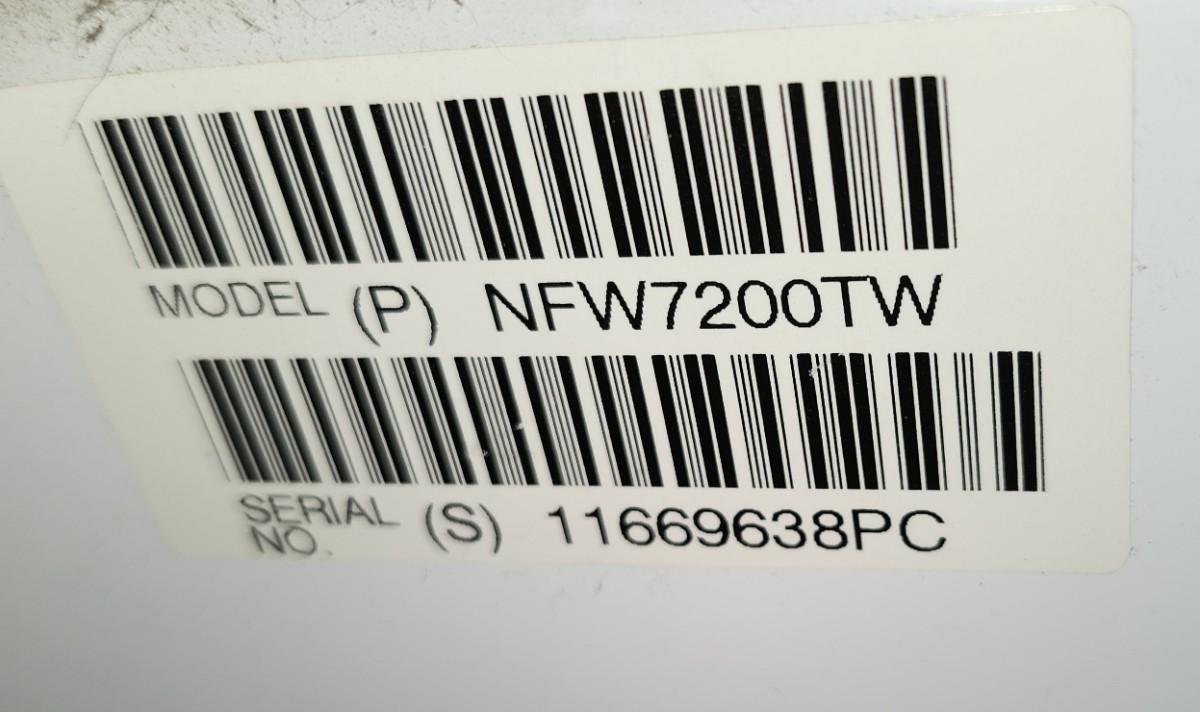 MODEL (P) NFW7200TW
SERIAL NO. (S) 11669638PC